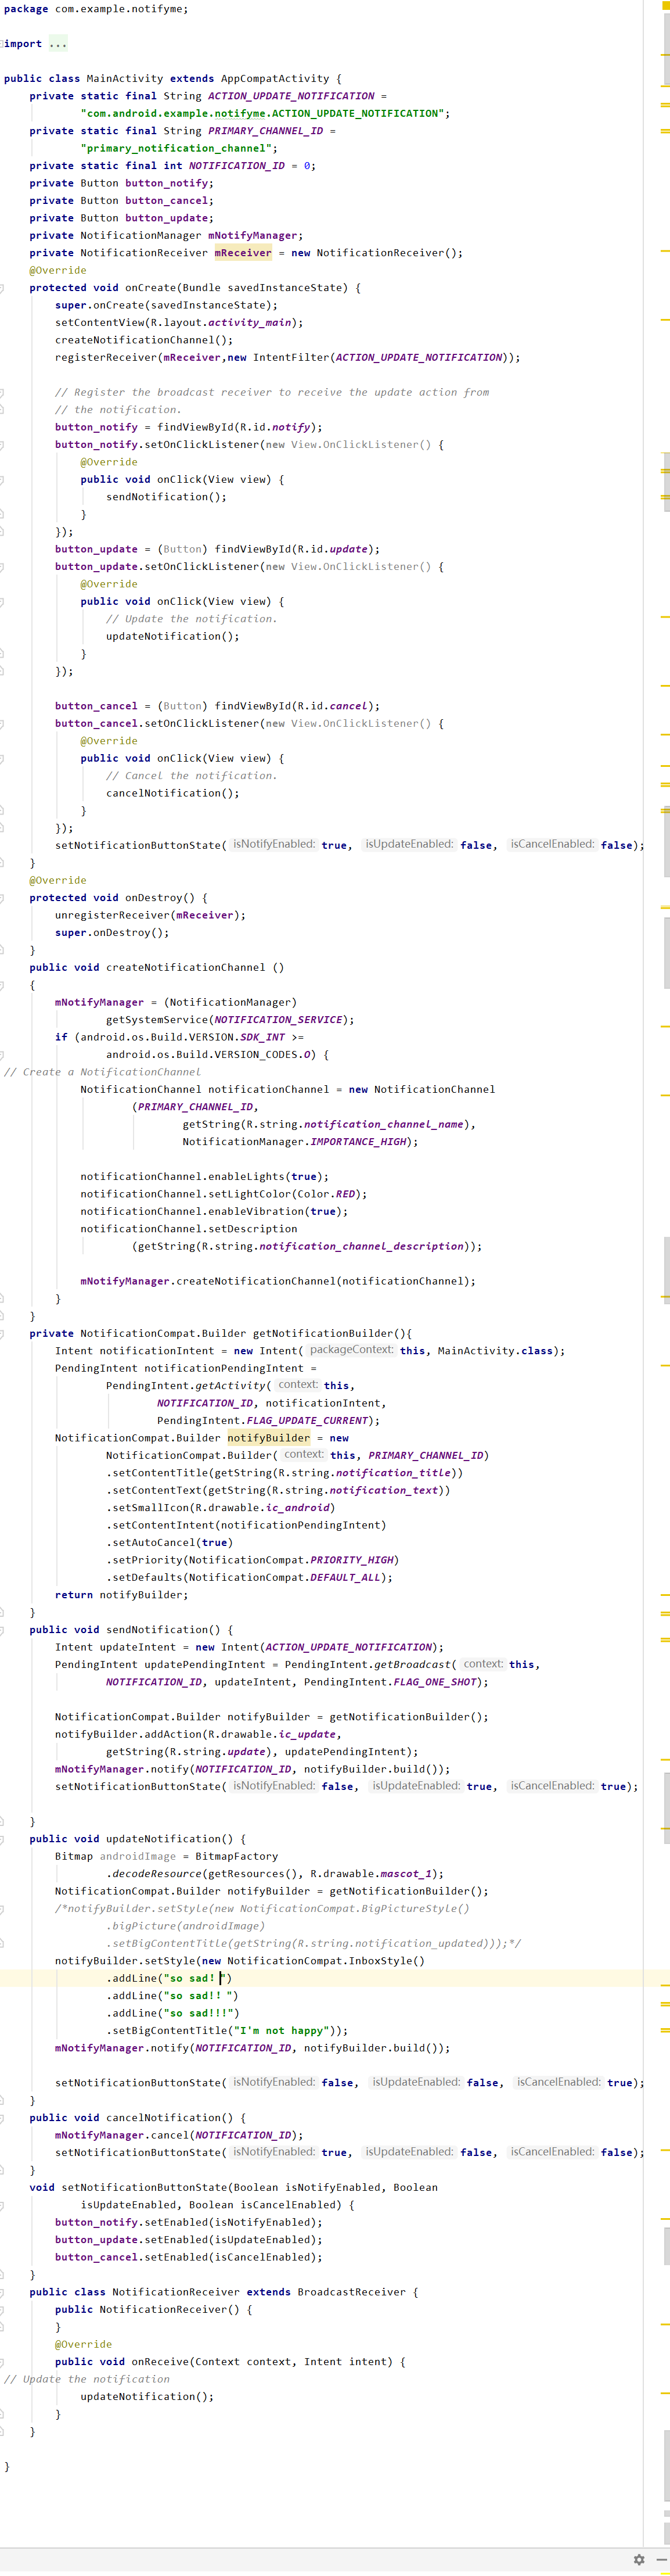 package com.example.notifyme;
import ...
public class MainActivity extends AppCompatActivity {
private static final String ACTION_UPDATE_NOTIFICATION =
"com.android.example.notifyme.ACTION_UPDATE_NOTIFICATION";
private static final String PRIMARY_CHANNEL_ID =
"primary_notification_channel";
private static final int NOTIFICATION_ID = 0;
private Button button_notify;
private Button button_cancel;
private Button button_update;
private NotificationManager mNotifyManager;
private NotificationReceiver mReceiver = new NotificationReceiver();
@Override
protected void onCreate(Bundle savedInstanceState) {
super.onCreate(savedInstanceState);
setContentView(R.layout.activity_main);
createNotificationChannel();
registerReceiver(mReceiver,new IntentFilter(ACTION_UPDATE_NOTIFICATION));
// Register the broadcast receiver to receive the update action from
// the notification.
button_notify = findViewById(R.id.notify);
button_notify.setOnClickListener(new View.OnClickListener() {
@Override
public void onClick(View view) {
sendNotification();
}
});
button_update = (Button) findViewById(R.id.update);
button_update.setOnClickListener(new View.OnClickListener() {
@Override
public void onClick(View view) {
// Update the notification.
updateNotification();
}
});
button_cancel = (Button) findViewById(R.id.cancel);
button_cancel.setOnClickListener(new View.OnClickListener() {
@Override
public void onClick(View view) {
// Cancel the notification.
cancelNotification();
}
});
setNotificationButtonState( isNotifyEnabled: true, isUpdateEnabled: false, isCancelEnabled: false);
}
@Override
protected void onDestroy() {
unregisterReceiver(mReceiver);
super.onDestroy();
}
public void createNotificationChannel ()
{
mNotifyManager = (NotificationManager)
getSystemService(NOTIFICATION_SERVICE);
if (android.os.Build.VERSION.SDK_INT >=
android.os.Build.VERSION_CODES.O) {
// Create a NotificationChannel
NotificationChannel notificationChannel = new NotificationChannel
(PRIMARY_CHANNEL_ID,
getString(R.string.notification_channel_name),
NotificationManager.IMPORTANCE_HIGH);
notificationChannel.enableLights(true);
notificationChannel.setLightColor(Color.RED);
notificationChannel.enableVibration(true);
notificationChannel.setDescription
(getString(R.string.notification_channel_description));
mNotifyManager.createNotificationChannel(notificationChannel);
}
}
private NotificationCompat.Builder getNotificationBuilder(){
Intent notificationIntent = new Intent( packageContext: this, MainActivity.class);
PendingIntent notificationPendingIntent =
PendingIntent.getActivity( context: this,
NOTIFICATION_ID, notificationIntent,
PendingIntent.FLAG_UPDATE_CURRENT);
NotificationCompat.Builder notifyBuilder = new
NotificationCompat.Builder( context: this, PRIMARY_CHANNEL_ID)
.setContentTitle(getString(R.string.notification_title))
.setContentText(getString(R.string.notification_text))
.setSmallIcon(R.drawable.ic_android)
.setContentIntent(notificationPendingIntent)
.setAutoCancel(true)
.setPriority(NotificationCompat.PRIORITY_HIGH)
.setDefaults(NotificationCompat.DEFAULT_ALL);
return notifyBuilder;
}
public void sendNotification() {
Intent updateIntent = new Intent(ACTION_UPDATE_NOTIFICATION);
PendingIntent updatePendingIntent = PendingIntent.getBroadcast( context: this,
NOTIFICATION_ID, updateIntent, PendingIntent.FLAG_ONE_SHOT);
NotificationCompat.Builder notifyBuilder = getNotificationBuilder();
notifyBuilder.addAction(R.drawable.ic_update,
getString(R.string.update), updatePendingIntent);
mNotifyManager.notify(NOTIFICATION_ID, notifyBuilder.build());
setNotificationButtonState( isNotifyEnabled: false, isUpdateEnabled: true, isCancelEnabled: true);
}
public void updateNotification() {
Bitmap androidImage = BitmapFactory
.decodeResource(getResources(), R.drawable.mascot_1);
NotificationCompat.Builder notifyBuilder = getNotificationBuilder();
/*notifyBuilder.setStyle(new NotificationCompat.BigPictureStyle()
.bigPicture(androidImage)
.setBigContentTitle(getString(R.string.notification_updated)));*/
notifyBuilder.setStyle(new NotificationCompat.InboxStyle()
.addLine("so sad! ")
.addLine("so sad!! ")
.addLine("so sad!!!")
.setBigContentTitle("I'm not happy"));
mNotifyManager.notify(NOTIFICATION_ID, notifyBuilder.build());
setNotificationButtonState( isNotifyEnabled: false, isUpdateEnabled: false, isCancelEnabled: true);
}
public void cancelNotification() {
mNotifyManager.cancel(NOTIFICATION_ID);
setNotificationButtonState( isNotifyEnabled: true, isUpdateEnabled: false, isCancelEnabled: false);
}
void setNotificationButtonState(Boolean isNotifyEnabled, Boolean
isUpdateEnabled, Boolean isCancelEnabled) {
button_notify.setEnabled(isNotifyEnabled);
button_update.setEnabled(isUpdateEnabled);
button_cancel.setEnabled(isCancelEnabled);
}
public class NotificationReceiver extends BroadcastReceiver {
public NotificationReceiver() {
}
@Override
public void onReceive(Context context, Intent intent) {
// Update the notification
updateNotification();
}
}
}